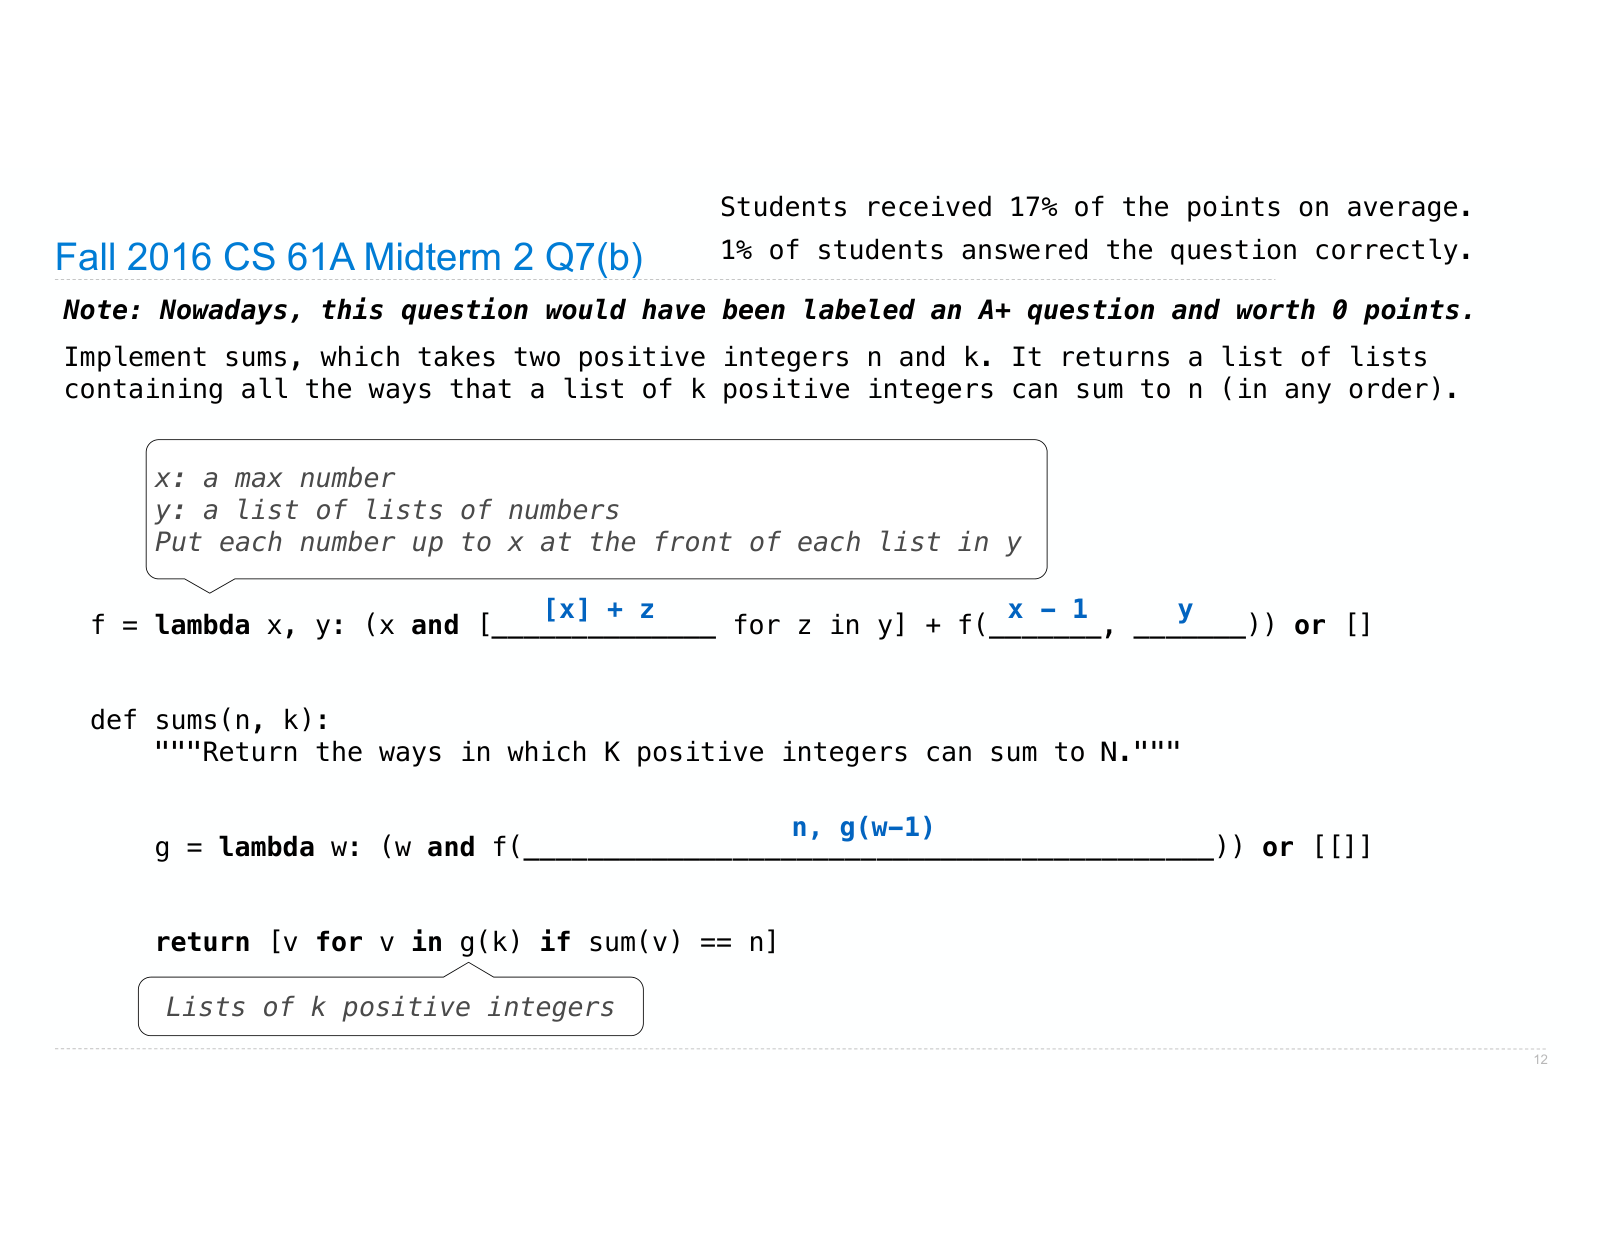 Students received 17% of the points on average.
Fall 2016 CS 61A Midterm 2 Q7(b)
1% of students answered the question correctly.
Note: Nowadays, this question would have been labeled an A+ question and worth 0 points.
Implement sums, which takes two positive integers n and k. It returns a list of lists
containing all the ways that a list of k positive integers can sum to n (in any order).
x: a max number
y: a list of lists of numbers
Put each number up to x at the front of each list in y
[x] + z x - 1 y
f = lambda x, y: (x and [______________ for z in y] + f(_______, _______)) or []
def sums(n, k):
"""Return the ways in which K positive integers can sum to N."""
n, g(w-1)
g = lambda w: (w and f(___________________________________________)) or [[]]
return [v for v in g(k) if sum(v) == n]
Lists of k positive integers
12